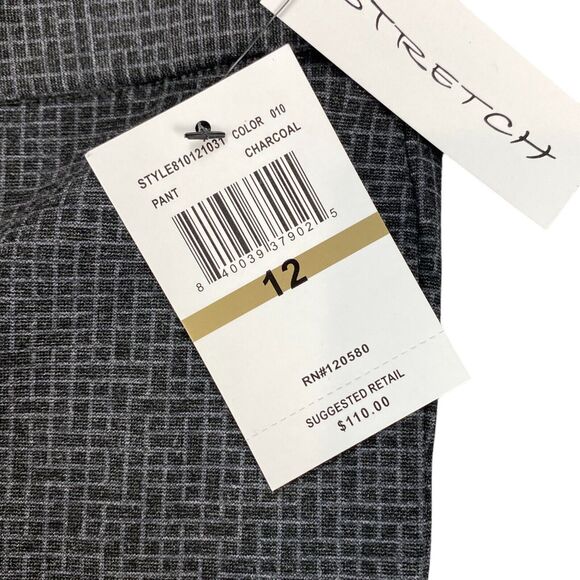 STRETCH
STYLE810121031 COLOR 010
PANT CHARCOAL
8 40039 37902 5
12
RN#120580
SUGGESTED RETAIL
$110.00